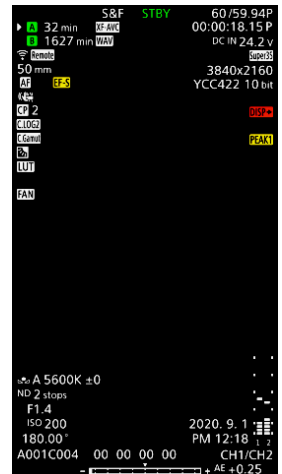 S&F STBY 60/59.94P
A 32 min XF-AVC 00:00:18.15 P
B 1627 min WAV DC IN 24.2 V
Remote Super35
50 mm 3840x2160
AF EF-S YCC422 10 bit
CP 2 DISP+
C.LOG2
C.Gamut PEAK1
LUT
FAN
A 5600K ±0
ND 2 stops
F1.4
ISO 200 2020. 9. 1
180.00° PM 12:18 1 2
A001C004 00 00 00 00 CH1/CH2
- + AE +0.25